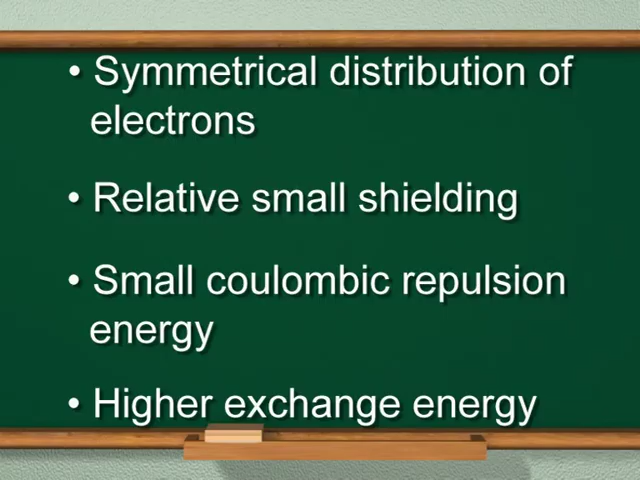 • Symmetrical distribution of
electrons
• Relative small shielding
• Small coulombic repulsion
energy
• Higher exchange energy